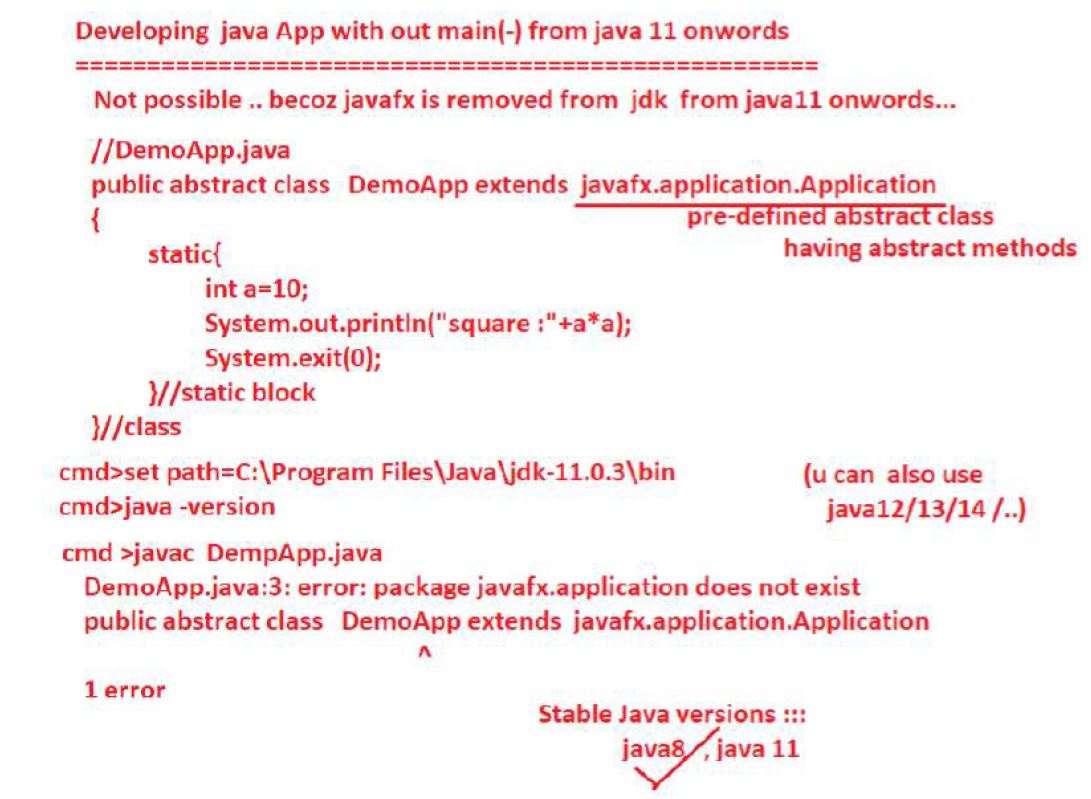 Developing java App with out main(-) from java 11 onwords
====================================================
Not possible .. becoz javafx is removed from jdk from java11 onwords...
//DemoApp.java
public abstract class DemoApp extends javafx.application.Application
{
pre-defined abstract class
having abstract methods
static{
int a=10;
System.out.println("square :"+a*a);
System.exit(0);
}//static block
}//class
cmd>set path=C:\Program Files\Java\jdk-11.0.3\bin
(u can also use
cmd>java -version
java12/13/14 /..)
cmd >javac DempApp.java
DemoApp.java:3: error: package javafx.application does not exist
public abstract class DemoApp extends javafx.application.Application
^
1 error
Stable Java versions :::
java8 , java 11